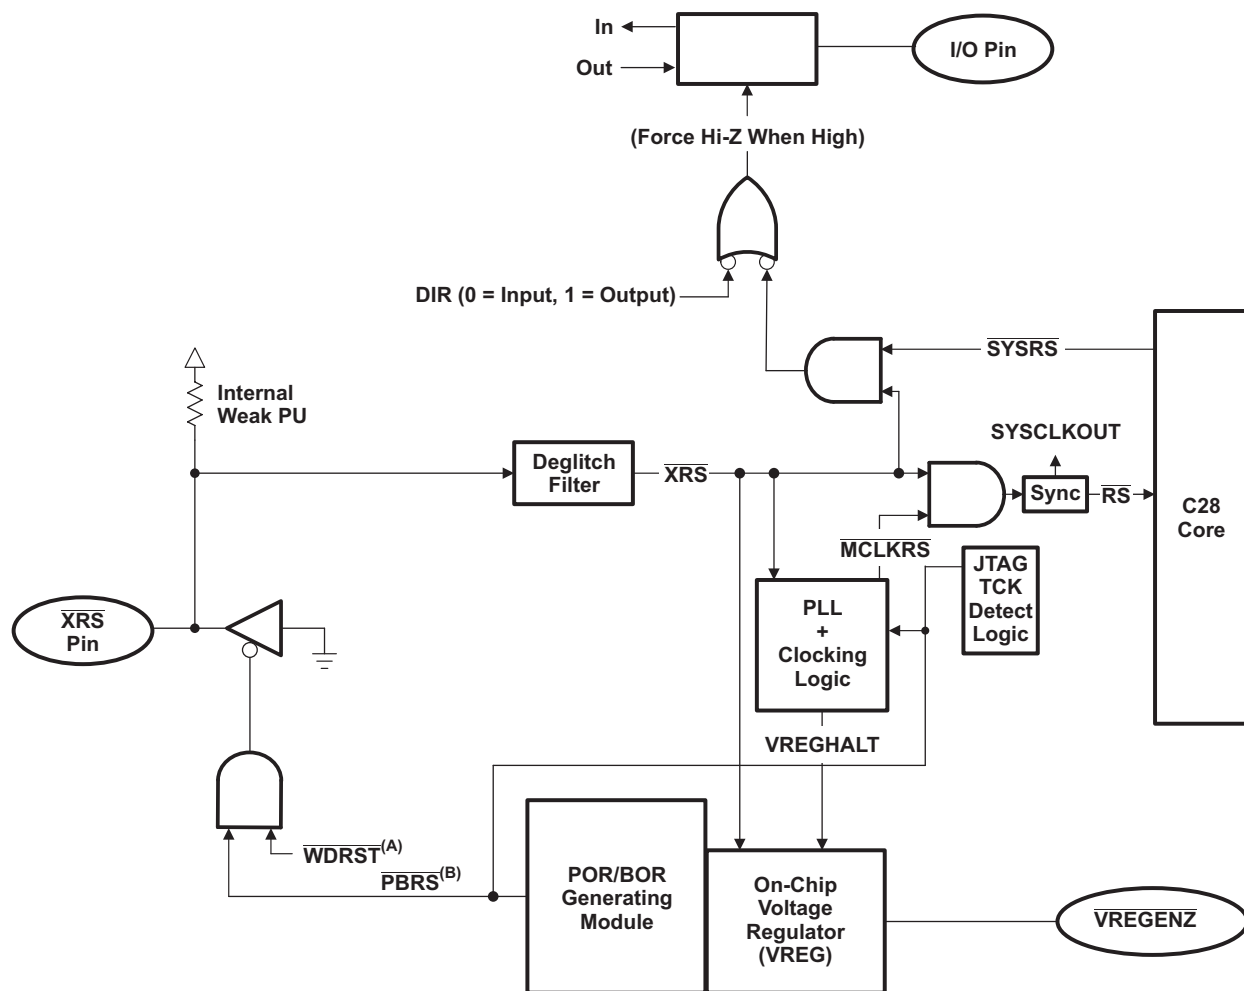 In
Out
I/O Pin
(Force Hi-Z When High)
DIR (0 = Input, 1 = Output)
SYSRS
Internal
Weak PU
SYSCLKOUT
Deglitch
Filter
XRS
Sync
RS
C28
Core
MCLKRS
JTAG
TCK
Detect
Logic
XRS
Pin
PLL
+
Clocking
Logic
VREGHALT
WDRST(A)
PBRS(B)
POR/BOR
Generating
Module
On-Chip
Voltage
Regulator
(VREG)
VREGENZ